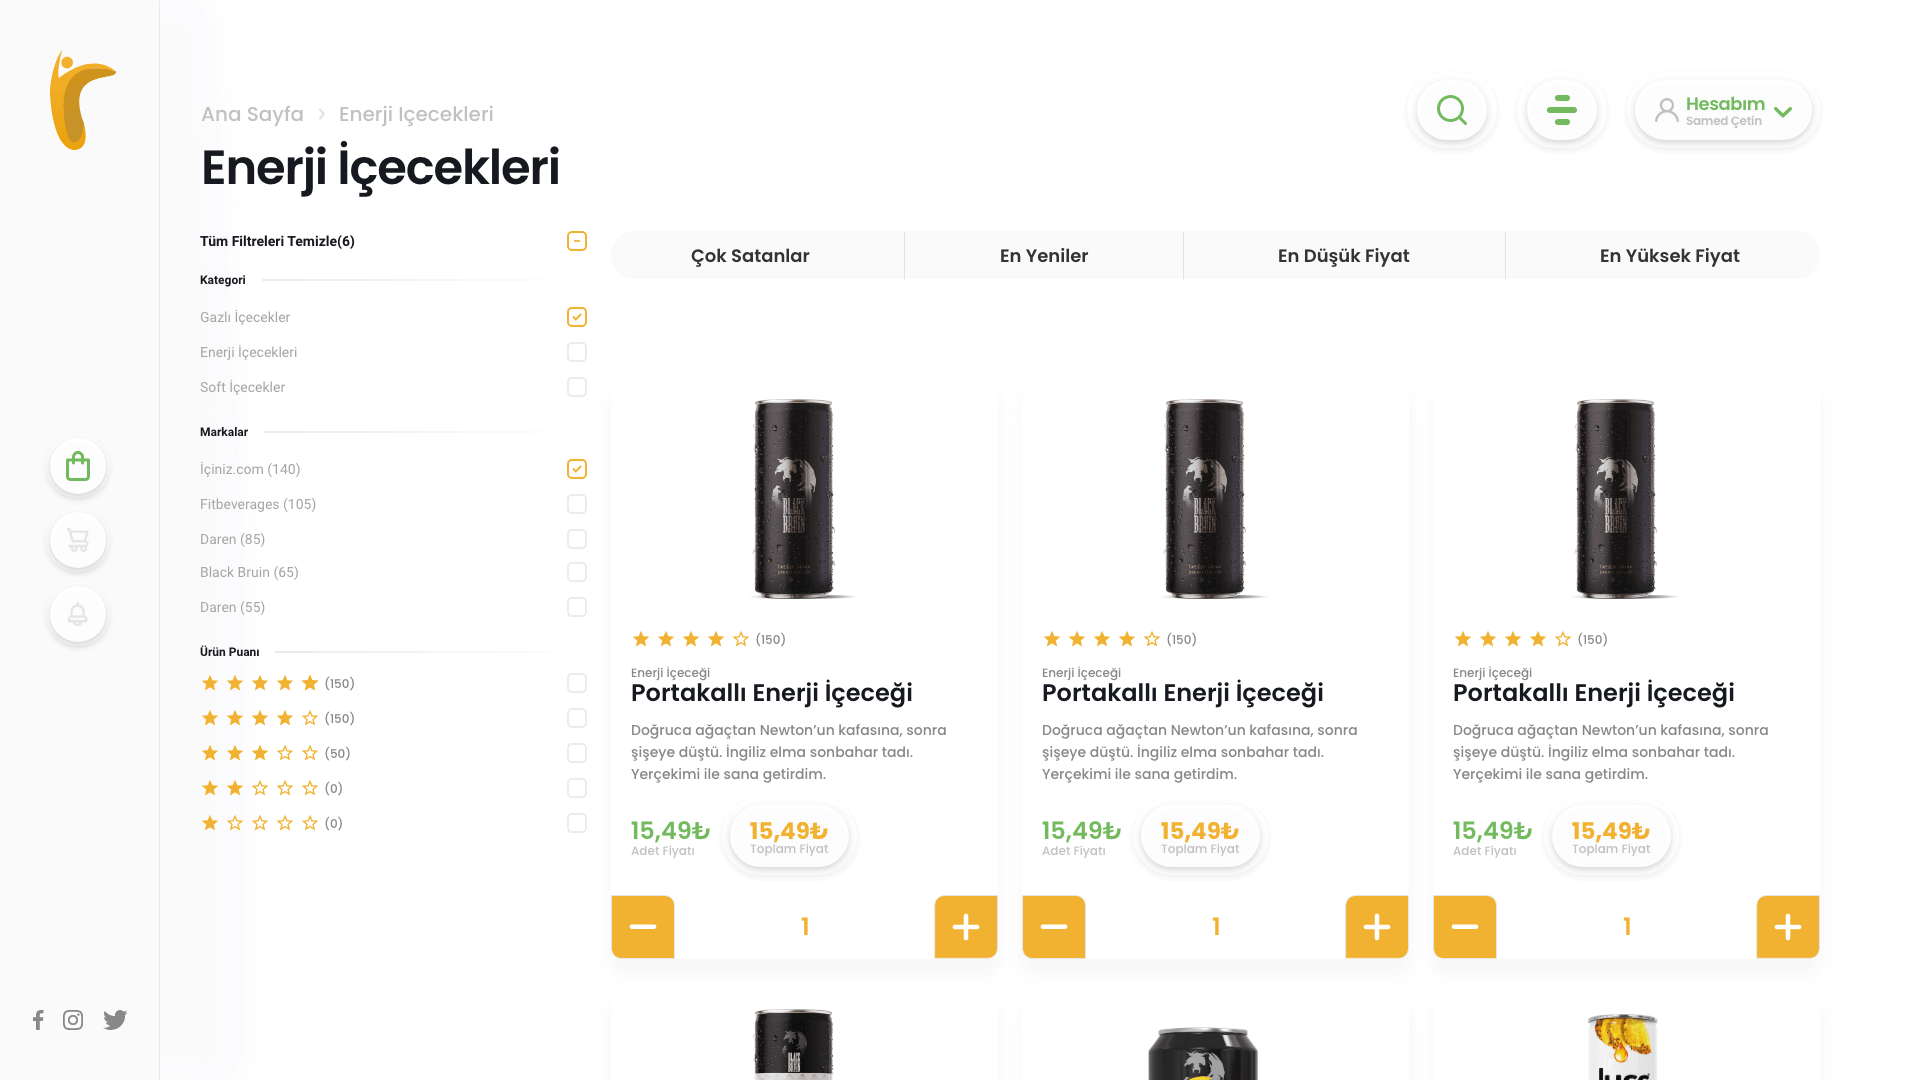 Ana Sayfa
Enerji Içecekleri
Enerji İçecekleri
Hesabım
Samed Çetin
Tüm Filtreleri Temizle(6)
Kategori
Gazlı İçecekler
Enerji İçecekleri
Soft İçecekler
Markalar
İçiniz.com (140)
Fitbeverages (105)
Daren (85)
Black Bruin (65)
Daren (55)
Ürün Puanı
(150)
(150)
(50)
(0)
(0)
Çok Satanlar
En Yeniler
En Düşük Fiyat
En Yüksek Fiyat
BLACK
BRUIN
(150)
Enerji İçeceği
Portakallı Enerji İçeceği
Doğruca ağaçtan Newton’un kafasına, sonra
şişeye düştü. İngiliz elma sonbahar tadı.
Yerçekimi ile sana getirdim.
15,49₺
Adet Fiyatı
15,49₺
Toplam Fiyat
1
BLACK
BRUIN
(150)
Enerji İçeceği
Portakallı Enerji İçeceği
Doğruca ağaçtan Newton’un kafasına, sonra
şişeye düştü. İngiliz elma sonbahar tadı.
Yerçekimi ile sana getirdim.
15,49₺
Adet Fiyatı
15,49₺
Toplam Fiyat
1
BLACK
BRUIN
(150)
Enerji İçeceği
Portakallı Enerji İçeceği
Doğruca ağaçtan Newton’un kafasına, sonra
şişeye düştü. İngiliz elma sonbahar tadı.
Yerçekimi ile sana getirdim.
15,49₺
Adet Fiyatı
15,49₺
Toplam Fiyat
1